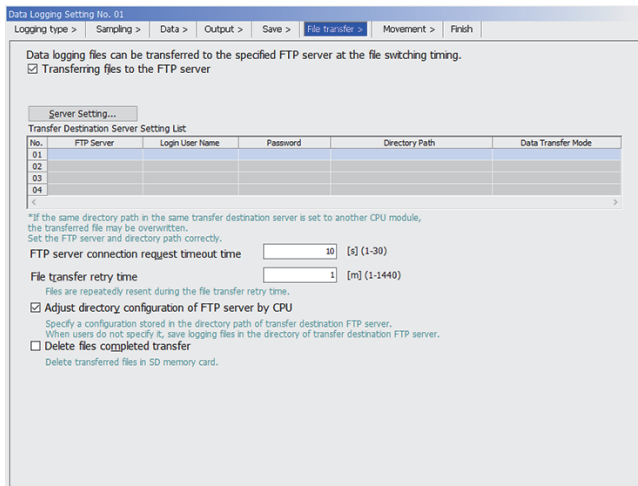 Data Logging Setting No. 01
Logging type > Sampling > Data > Output > Save > File transfer > Movement > Finish
Data logging files can be transferred to the specified FTP server at the file switching timing.
Transferring files to the FTP server
Server Setting...
Transfer Destination Server Setting List
No. FTP Server Login User Name Password Directory Path Data Transfer Mode
01
02
03
04
< >
*If the same directory path in the same transfer destination server is set to another CPU module,
the transferred file may be overwritten.
Set the FTP server and directory path correctly.
FTP server connection request timeout time 10 [s] (1-30)
File transfer retry time 1 [m] (1-1440)
Files are repeatedly resent during the file transfer retry time.
Adjust directory configuration of FTP server by CPU
Specify a configuration stored in the directory path of transfer destination FTP server.
When users do not specify it, save logging files in the directory of transfer destination FTP server.
Delete files completed transfer
Delete transferred files in SD memory card.